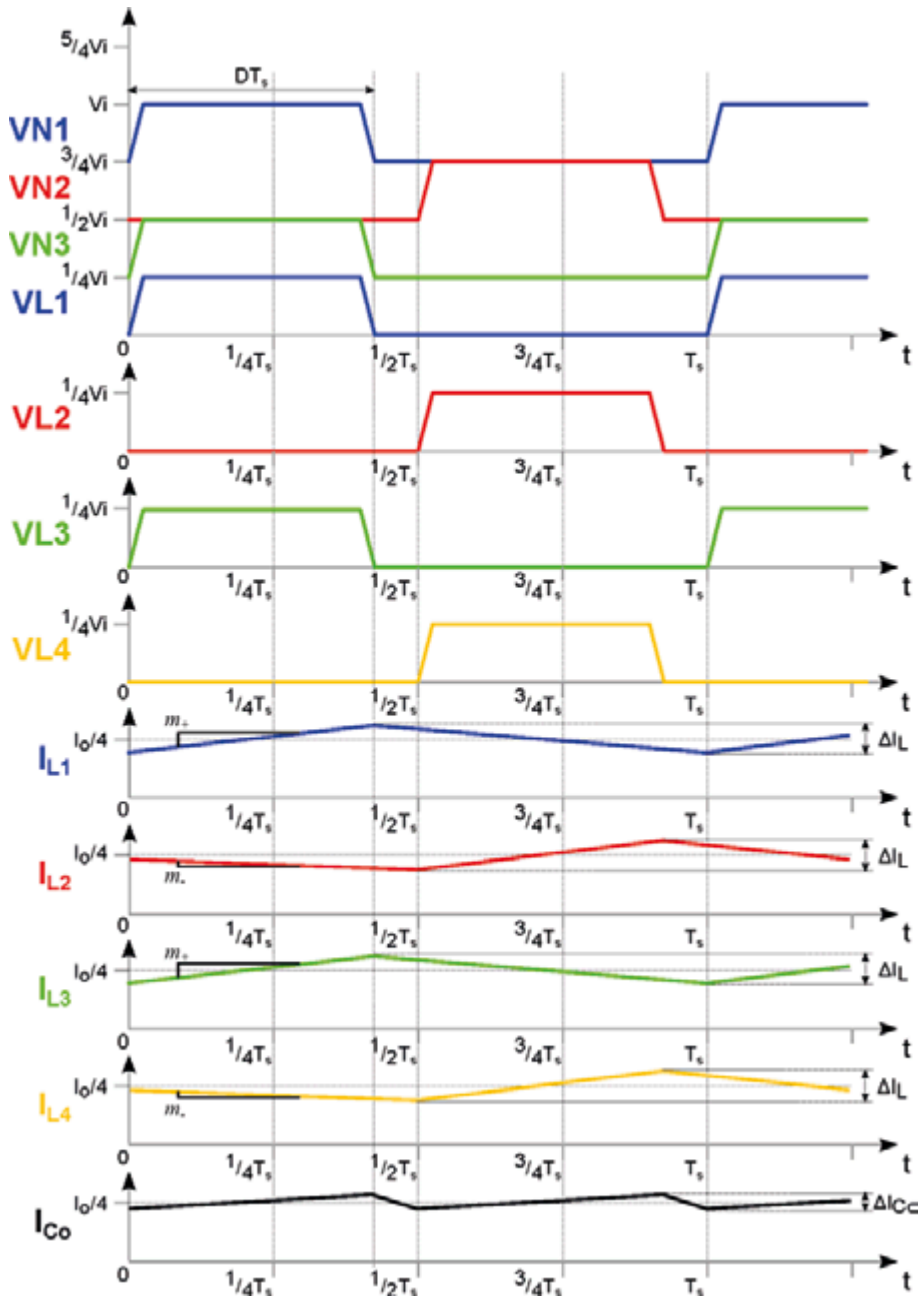 5/4Vi
DTs
Vi
VN1
3/4Vi
VN2
1/2Vi
VN3
1/4Vi
VL1
0 1/4Ts 1/2Ts 3/4Ts Ts t
1/4Vi
VL2
0 1/4Ts 1/2Ts 3/4Ts Ts t
1/4Vi
VL3
0 1/4Ts 1/2Ts 3/4Ts Ts t
1/4Vi
VL4
0 1/4Ts 1/2Ts 3/4Ts Ts t
m+
Io/4
IL1 ΔIL
0 1/4Ts 1/2Ts 3/4Ts Ts t
Io/4
IL2 m- ΔIL
0 1/4Ts 1/2Ts 3/4Ts Ts t
m+
Io/4
IL3 ΔIL
0 1/4Ts 1/2Ts 3/4Ts Ts t
Io/4
IL4 m- ΔIL
0 1/4Ts 1/2Ts 3/4Ts Ts t
Io/4
ICo ΔICo
0 1/4Ts 1/2Ts 3/4Ts Ts t